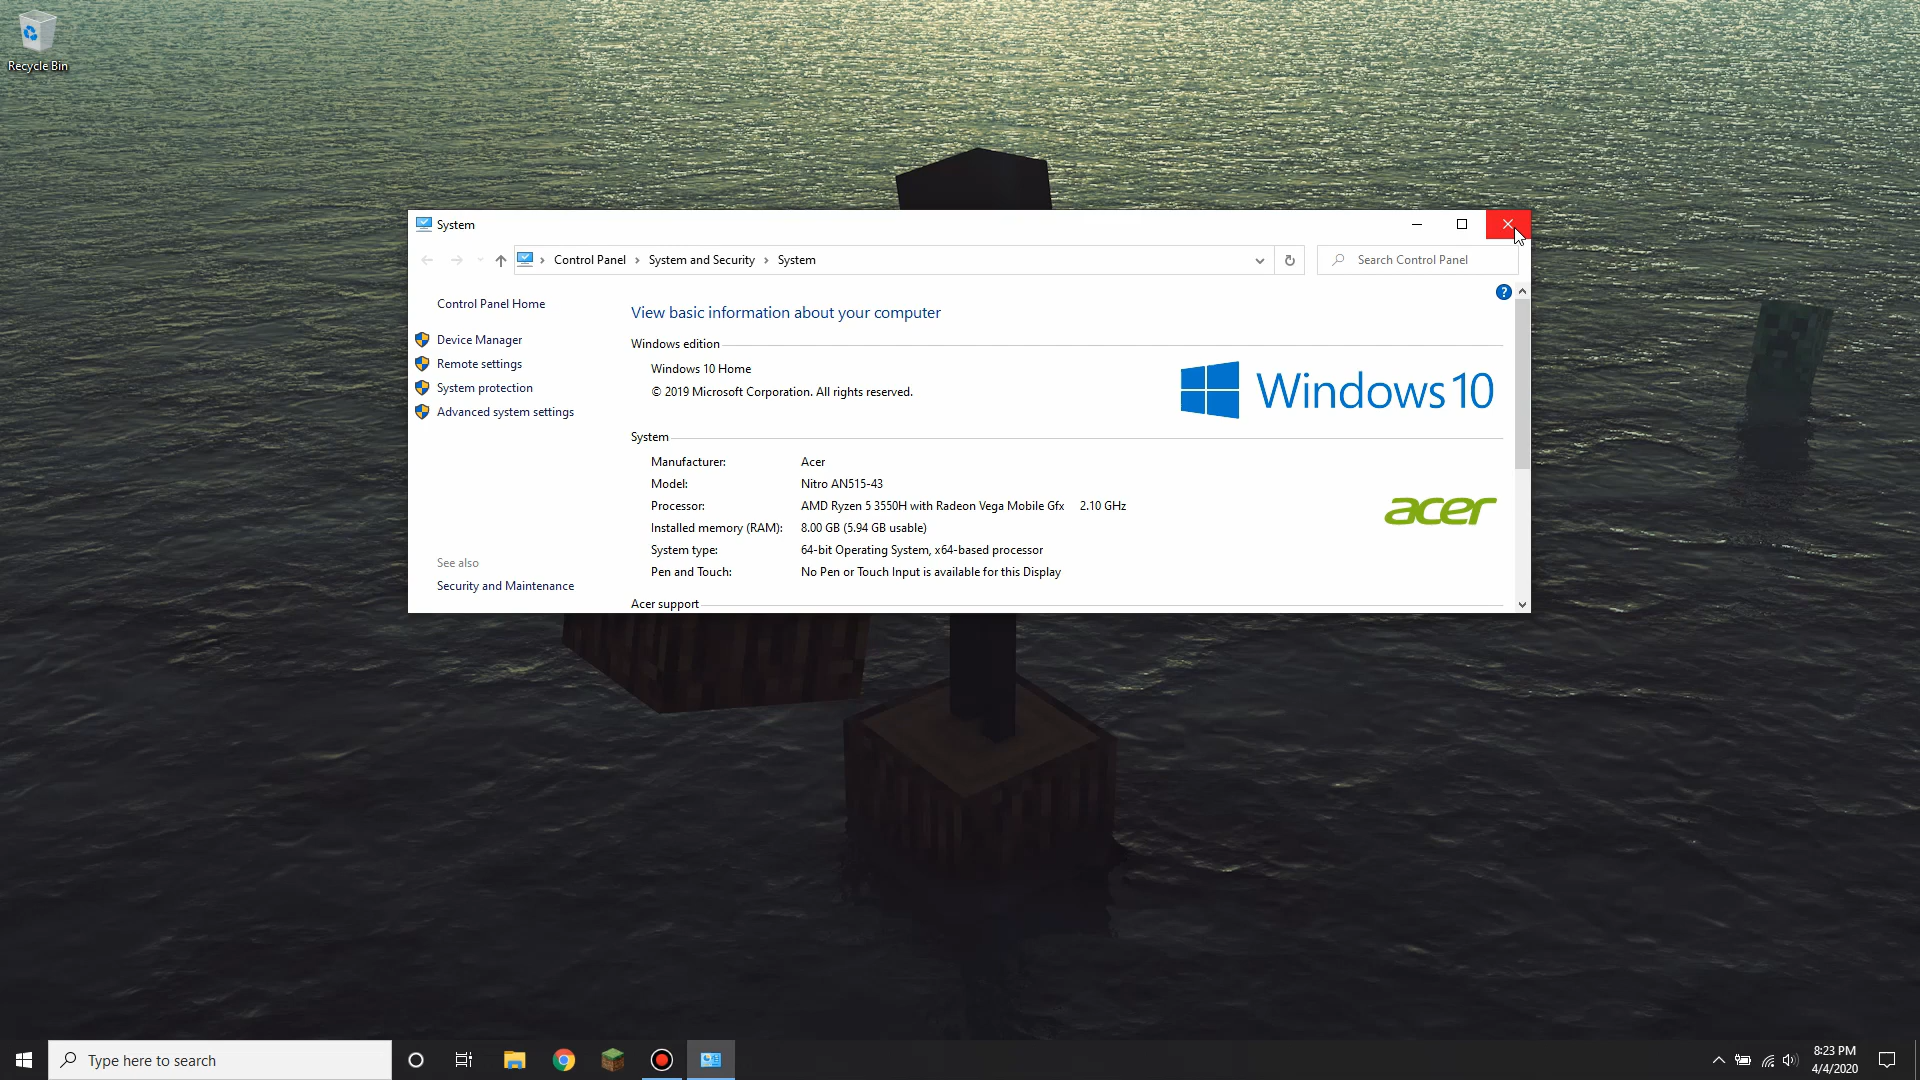 Recycle Bin
System
Control Panel › System and Security › System
Search Control Panel
Control Panel Home
Device Manager
Remote settings
System protection
Advanced system settings
See also
Security and Maintenance
?
View basic information about your computer
Windows edition
Windows 10 Home
© 2019 Microsoft Corporation. All rights reserved.
Windows 10
System
Manufacturer: Acer
Model: Nitro AN515-43
Processor: AMD Ryzen 5 3550H with Radeon Vega Mobile Gfx 2.10 GHz
Installed memory (RAM): 8.00 GB (5.94 GB usable)
System type: 64-bit Operating System, x64-based processor
Pen and Touch: No Pen or Touch Input is available for this Display
acer
Acer support
Type here to search
8:23 PM
4/4/2020